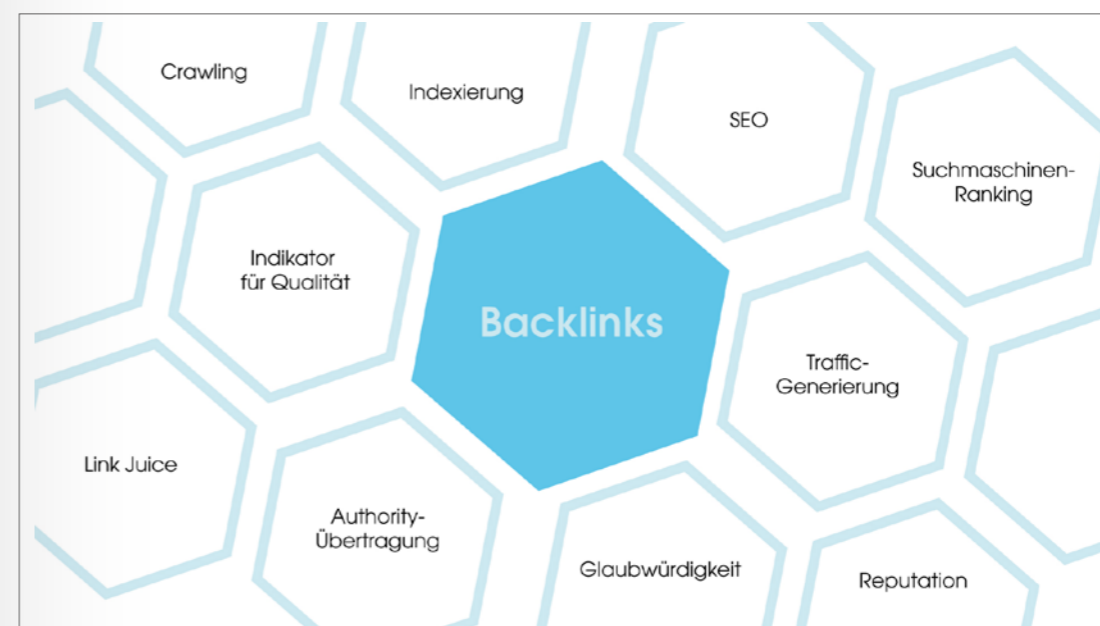 Crawling
Indexierung
SEO
Suchmaschinen-
Ranking
Indikator
für Qualität
Backlinks
Traffic-
Generierung
Link Juice
Authority-
Übertragung
Glaubwürdigkeit
Reputation